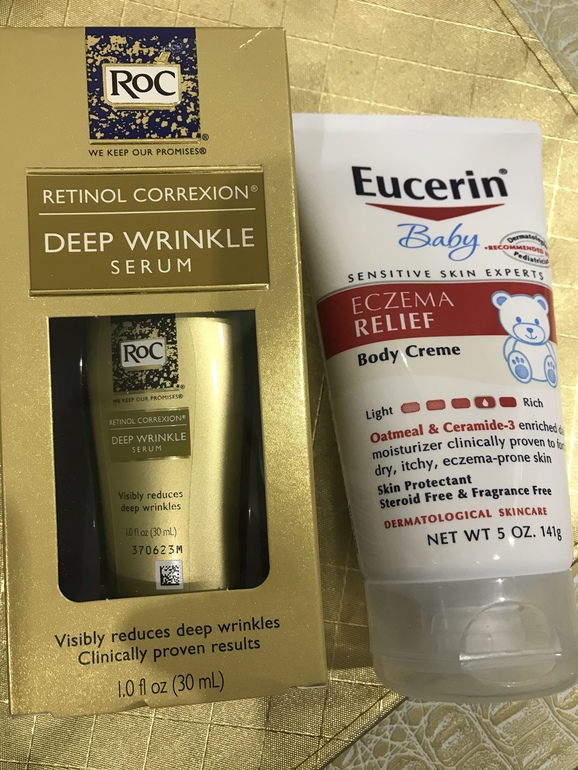 RoC®
WE KEEP OUR PROMISES®
RETINOL CORREXION®
DEEP WRINKLE
SERUM
RoC
WE KEEP OUR PROMISES®
RETINOL CORREXION®
DEEP WRINKLE
SERUM
Visibly reduces
deep wrinkles
1.0 fl oz (30 mL)
370623M
Visibly reduces deep wrinkles
Clinically proven results
1.0 fl oz (30 mL)
Eucerin®
Baby
RECOMMENDED
SENSITIVE SKIN EXPERTS
ECZEMA
RELIEF
Body Creme
Light Rich
Oatmeal & Ceramide-3 enriched
moisturizer clinically proven to
dry, itchy, eczema-prone skin
Skin Protectant
Steroid Free & Fragrance Free
DERMATOLOGICAL SKINCARE
NET WT 5 OZ. 141g